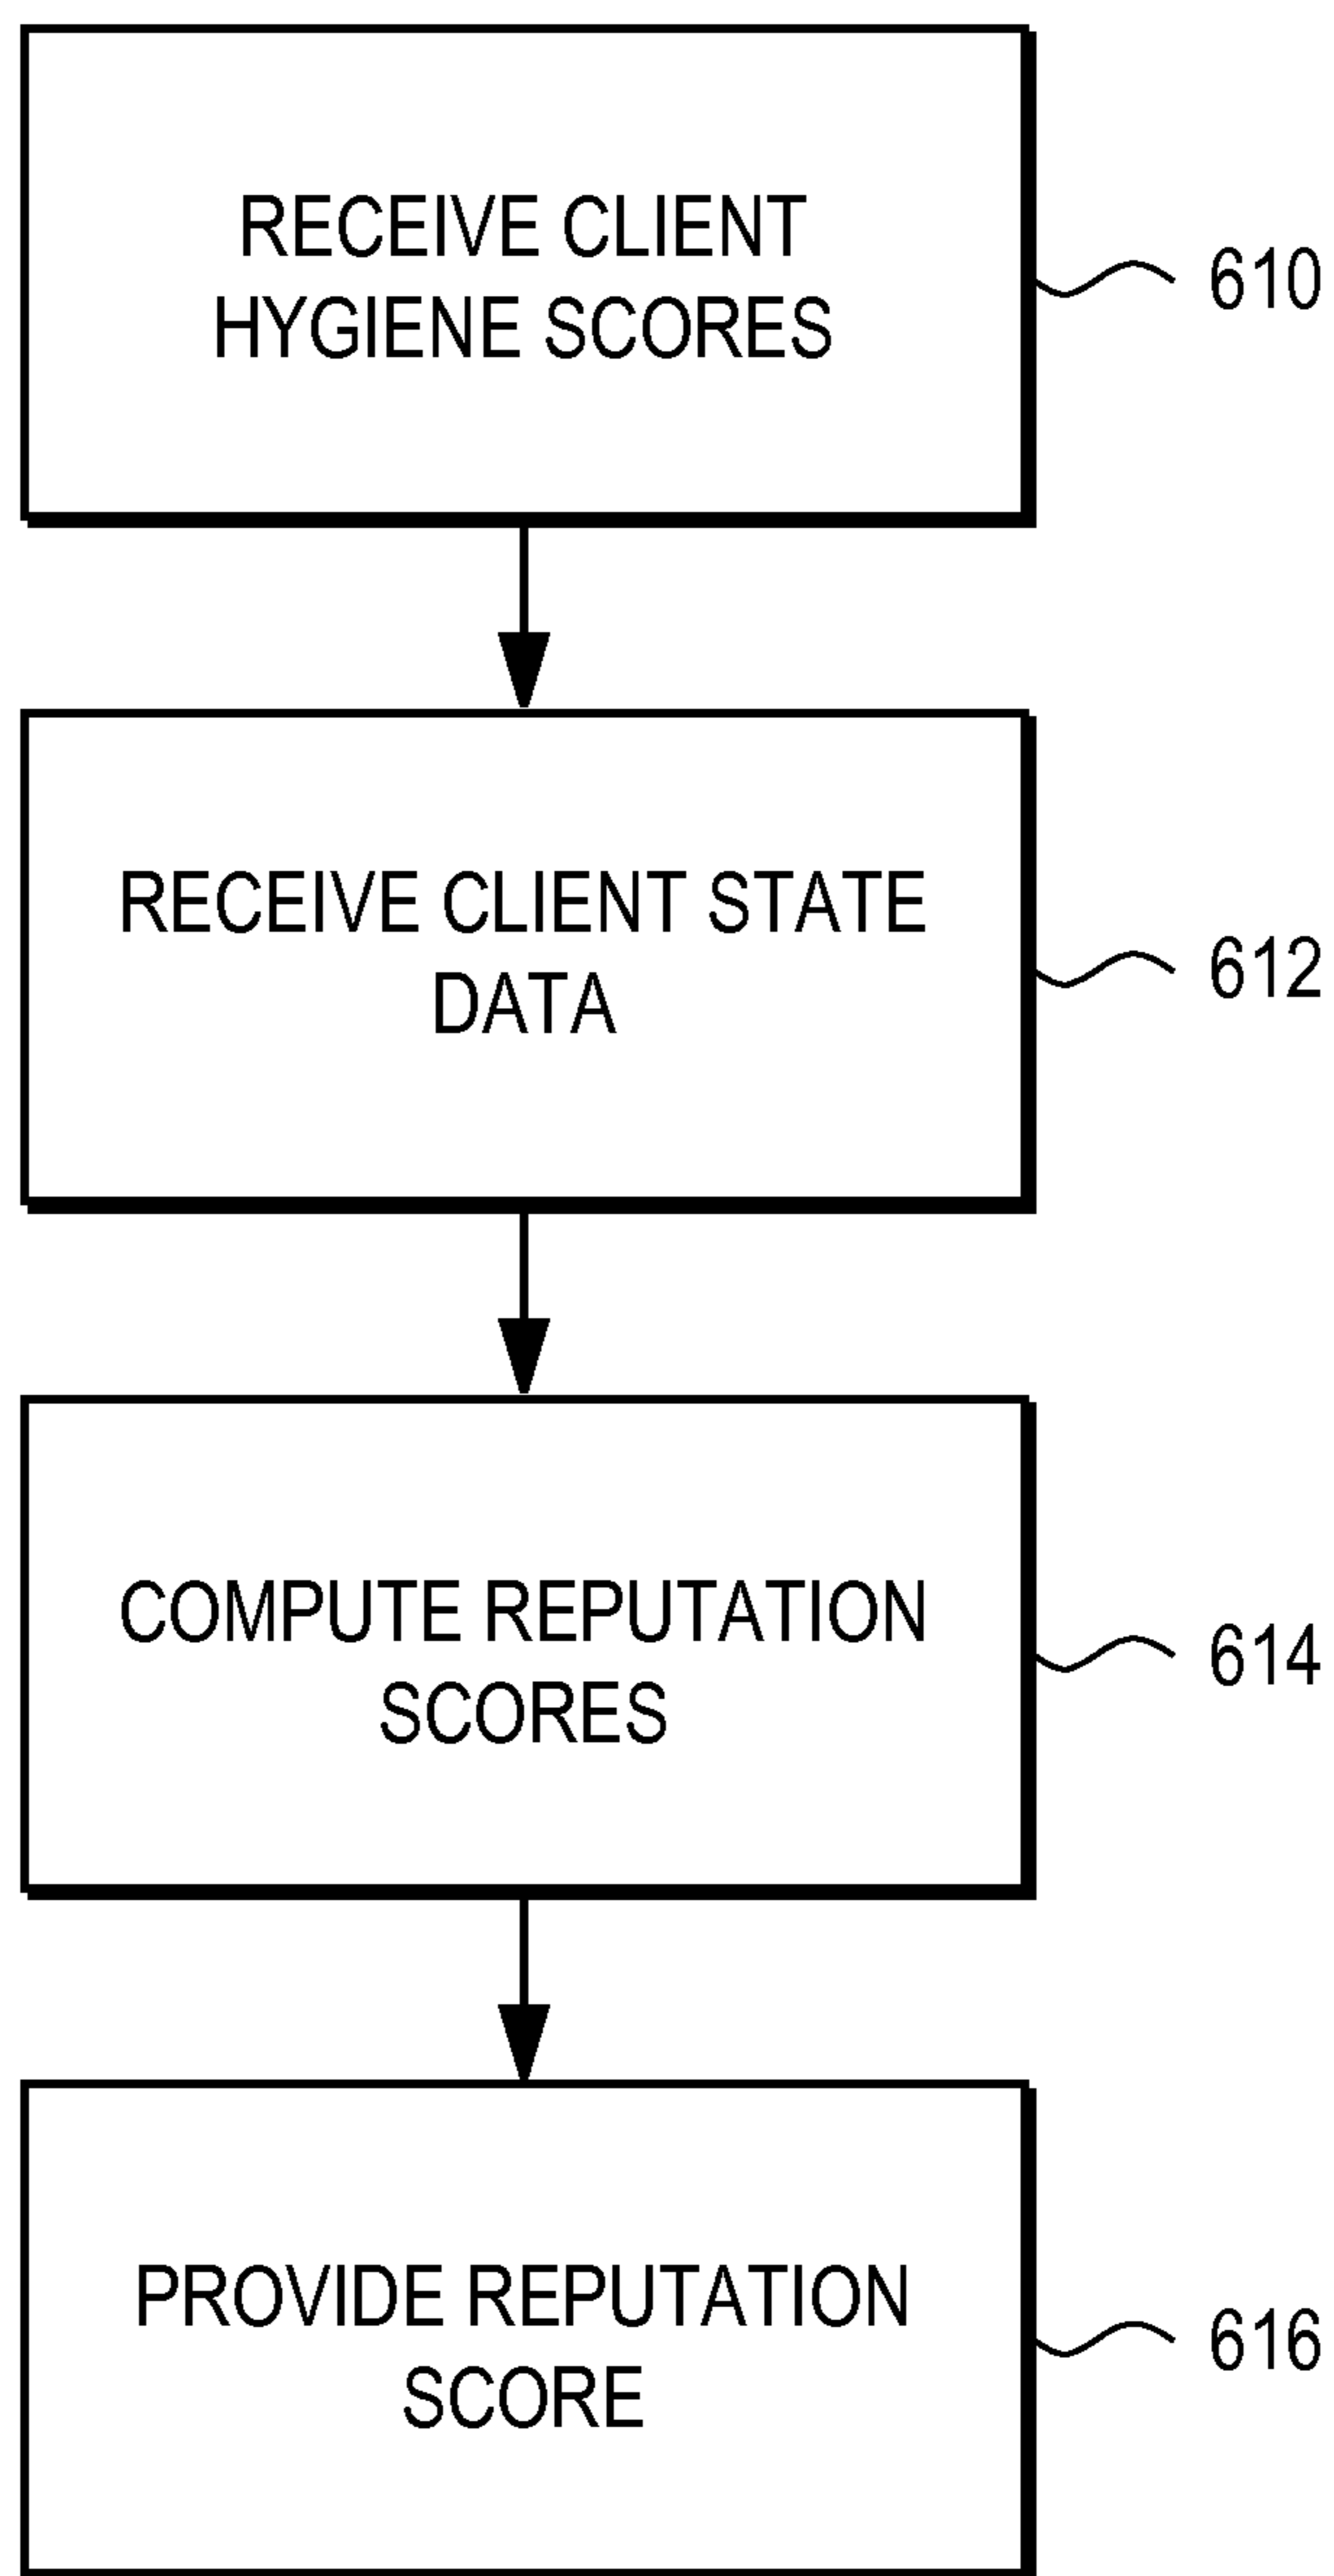 RECEIVE CLIENT
HYGIENE SCORES
610
RECEIVE CLIENT STATE
DATA
612
COMPUTE REPUTATION
SCORES
614
PROVIDE REPUTATION
SCORE
616